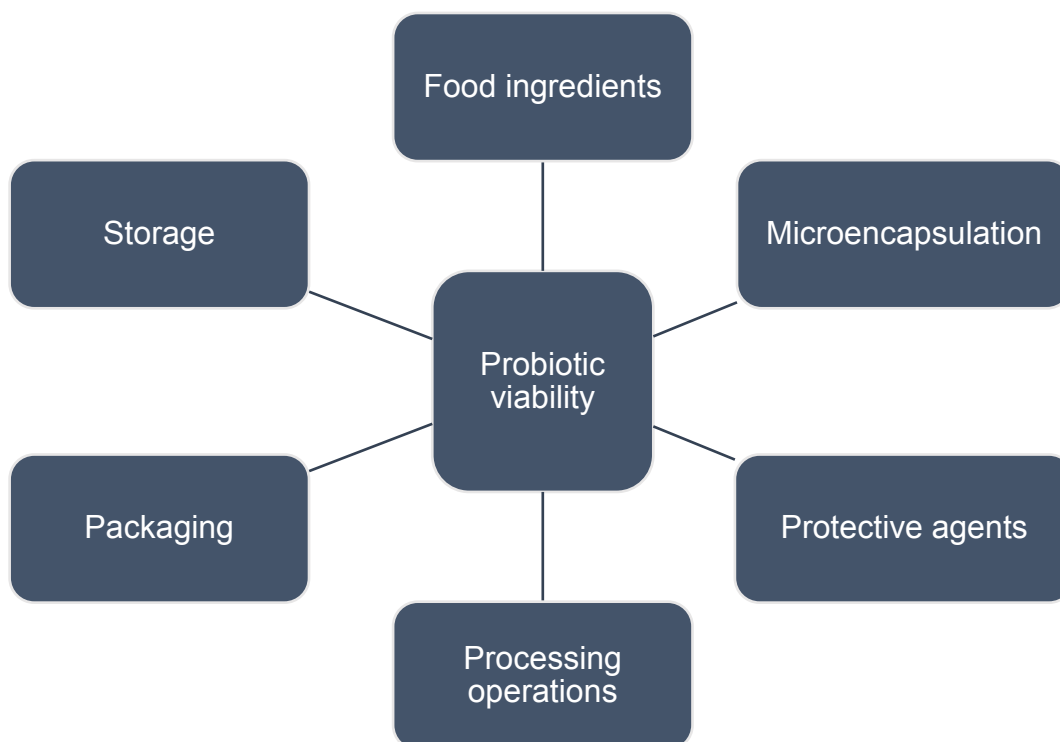 Food ingredients
Storage
Microencapsulation
Probiotic
viability
Packaging
Protective agents
Processing
operations